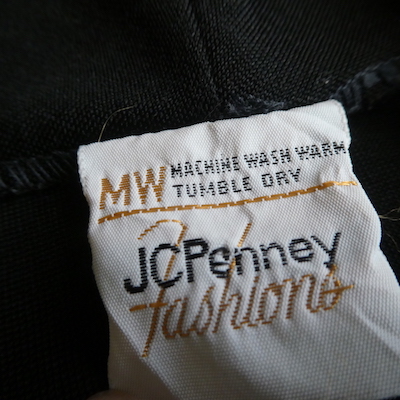 MW MACHINE WASH WARM
TUMBLE DRY
JCPenney
fashions